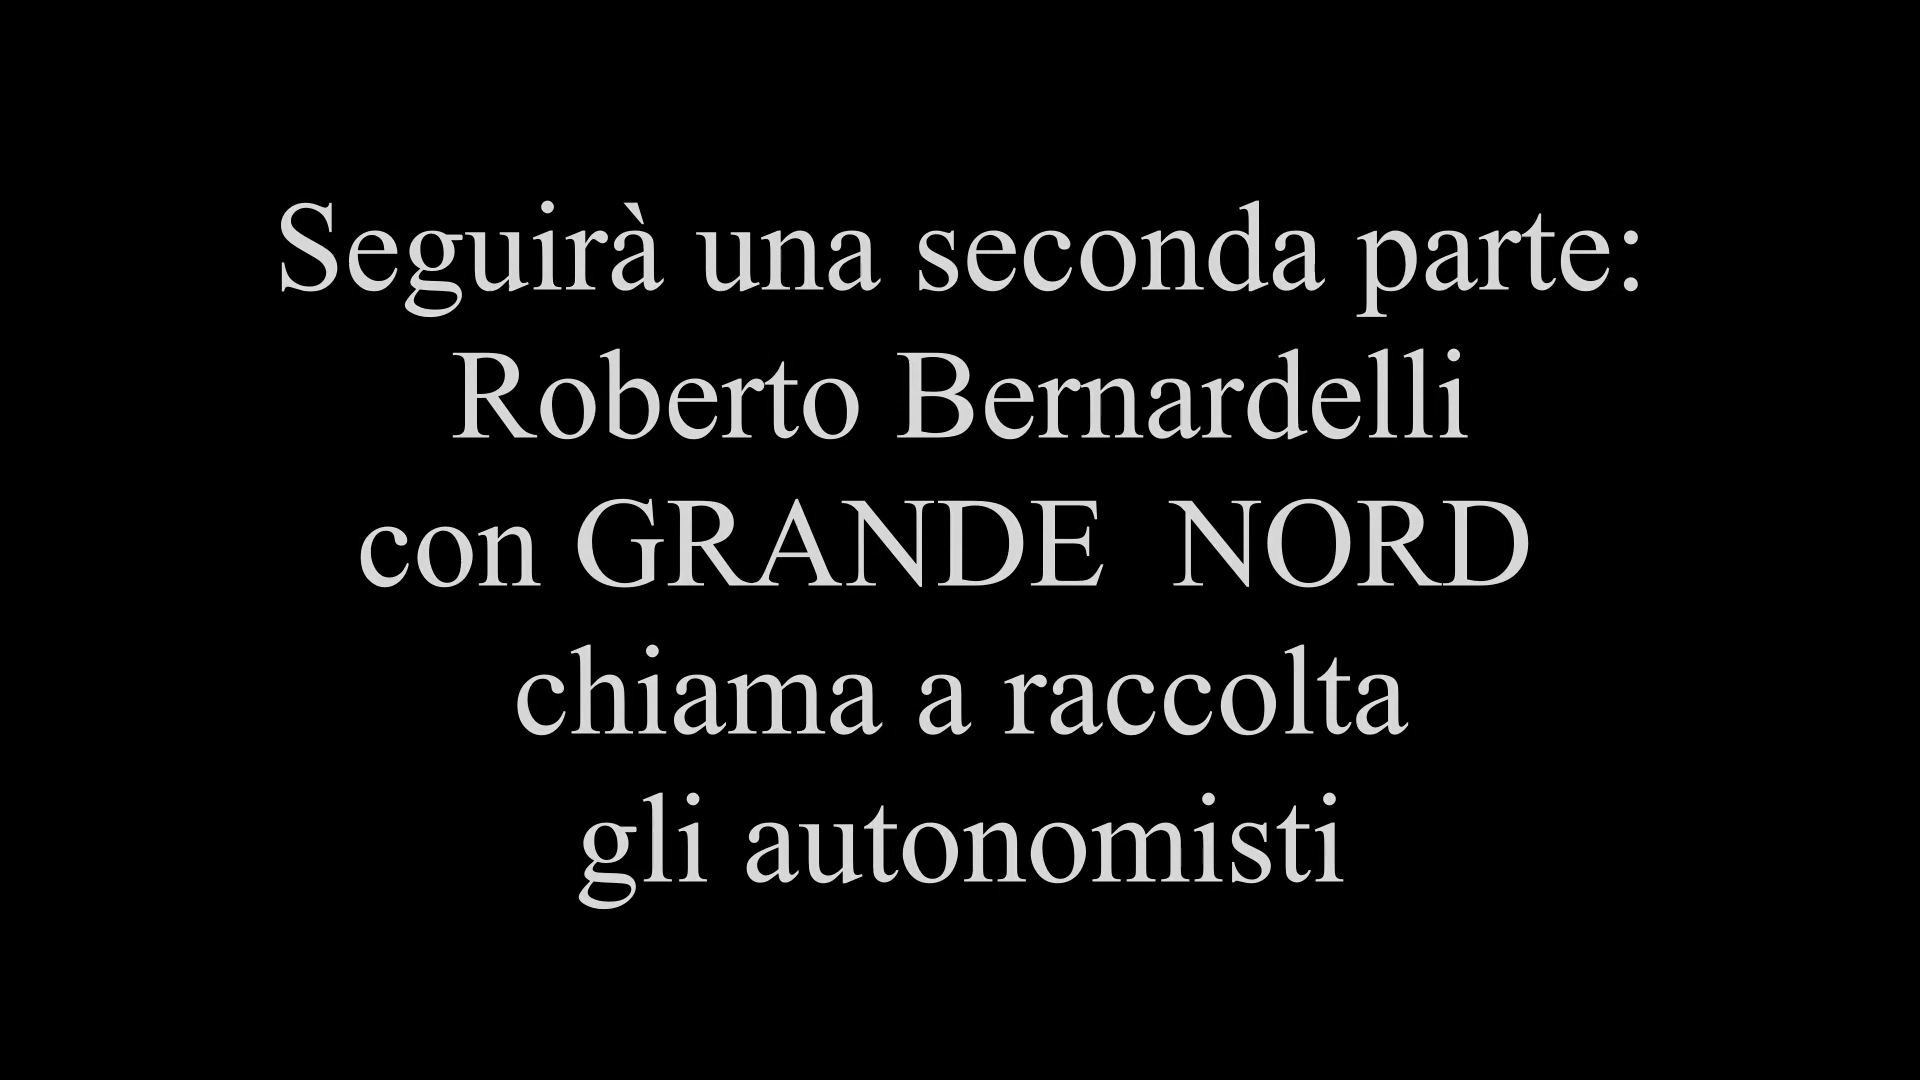 Seguirà una seconda parte:
Roberto Bernardelli
con GRANDE  NORD
chiama a raccolta
gli autonomisti